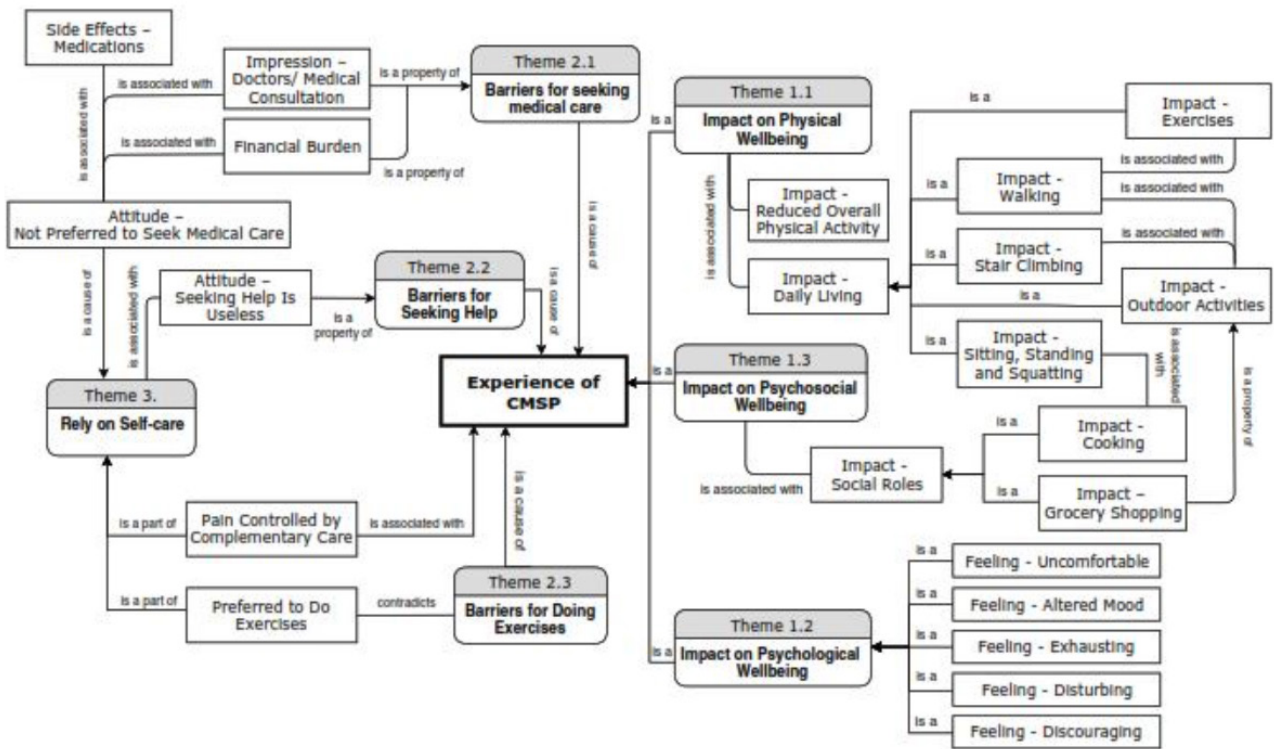 Side Effects –
Medications
is associated with
is associated with
Impression –
Doctors/ Medical
Consultation
is a property of
is associated with
Financial Burden
is a property of
Theme 2.1
Barriers for seeking
medical care
Attitude –
Not Preferred to Seek Medical Care
is a cause of
is associated with
Attitude –
Seeking Help Is
Useless
is a
property of
Theme 2.2
Barriers for
Seeking Help
is a cause of
is a cause of
Experience of
CMSP
Theme 3.
Rely on Self-care
is a part of
Pain Controlled by
Complementary Care
is associated with
is a cause of
is a part of
Preferred to Do
Exercises
contradicts
Theme 2.3
Barriers for Doing
Exercises
is a
Theme 1.1
Impact on Physical
Wellbeing
is associated with
Impact -
Reduced Overall
Physical Activity
Impact -
Daily Living
is a
Impact -
Exercises
is associated with
is a
Impact -
Walking
is associated with
is a
Impact -
Stair Climbing
is associated with
is a
Impact -
Outdoor Activities
is a
Impact -
Sitting, Standing
and Squatting
is associated
with
is a property of
is a
Theme 1.3
Impact on Psychosocial
Wellbeing
is associated with
Impact -
Social Roles
is a
Impact -
Cooking
is a
Impact –
Grocery Shopping
is a
Theme 1.2
Impact on Psychological
Wellbeing
is a
Feeling - Uncomfortable
is a
Feeling - Altered Mood
is a
Feeling - Exhausting
is a
Feeling - Disturbing
is a
Feeling - Discouraging